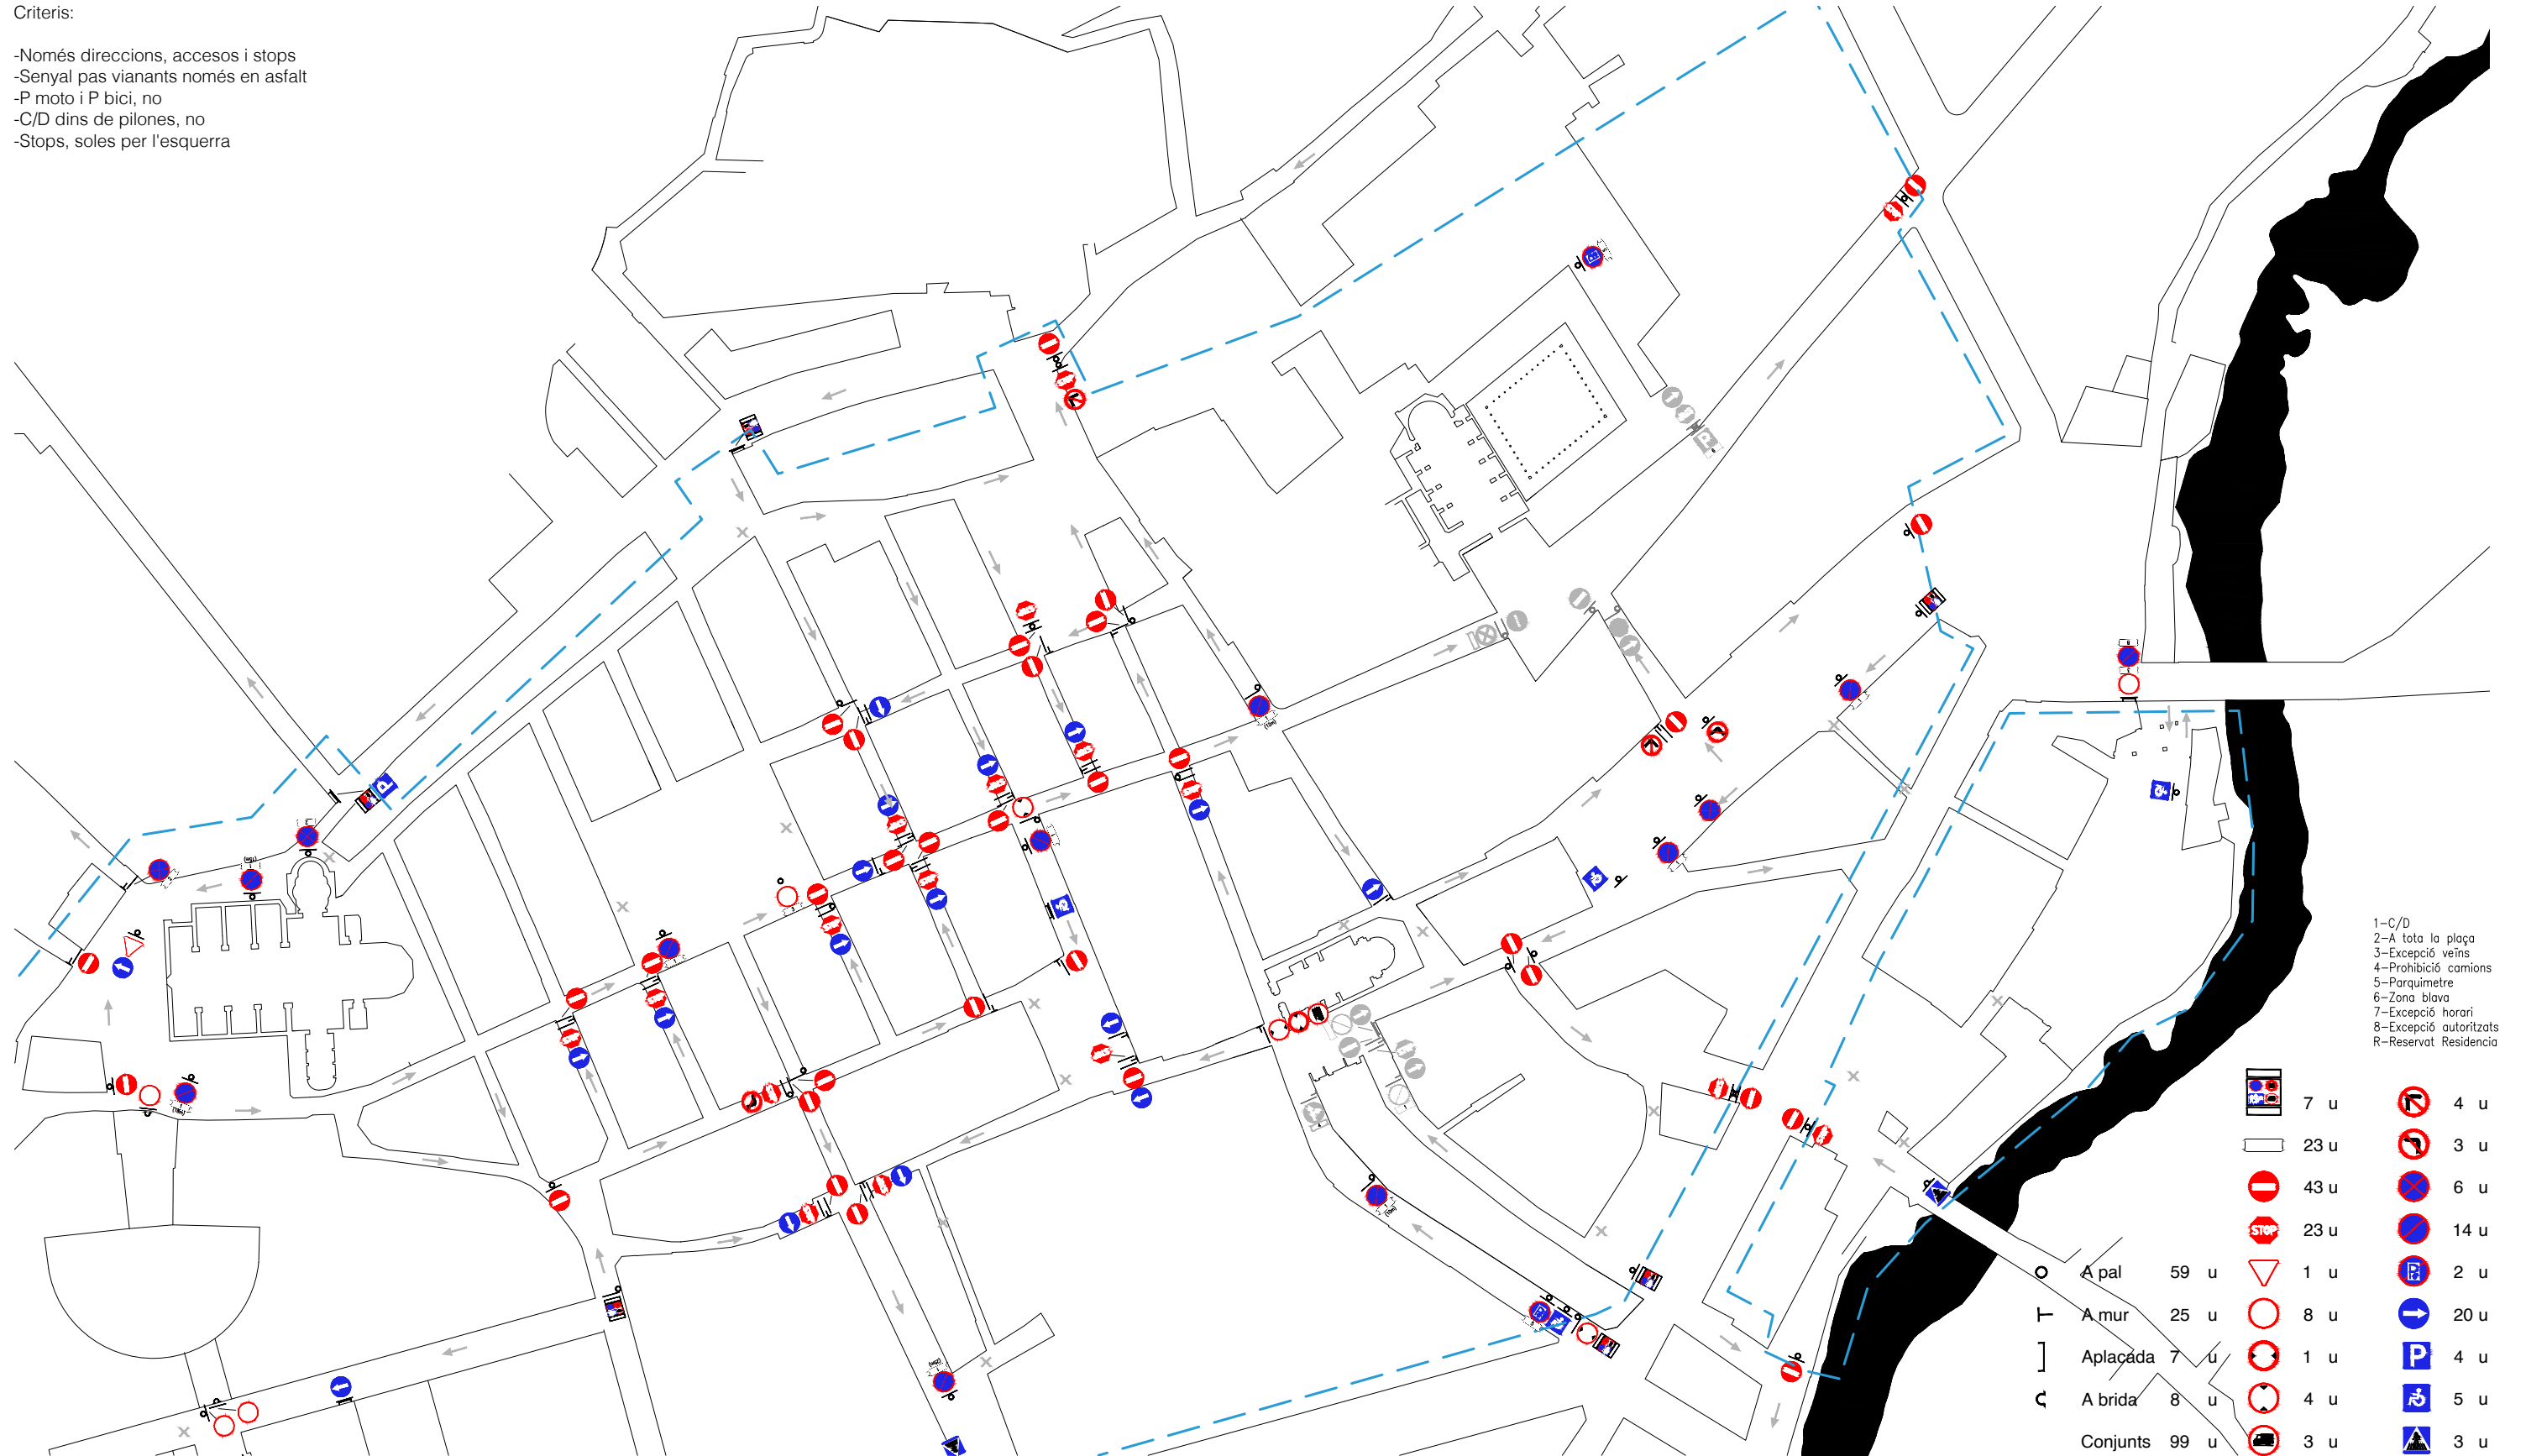 Criteris:
-Només direccions, accesos i stops
-Senyal pas vianants només en asfalt
-P moto i P bici, no
-C/D dins de pilones, no
-Stops, soles per l'esquerra
1-C/D
2-A tota la plaça
3-Excepció veïns
4-Prohibició camions
5-Parquimetre
6-Zona blava
7-Excepció horari
8-Excepció autoritzats
R-Reservat Residencia
7 u
4 u
23 u
3 u
43 u
6 u
STOP
23 u
14 u
A pal 59 u
1 u
P
2 u
A mur 25 u
8 u
20 u
Aplacada 7 u
1 u
P
4 u
A brida 8 u
4 u
5 u
Conjunts 99 u
3 u
3 u